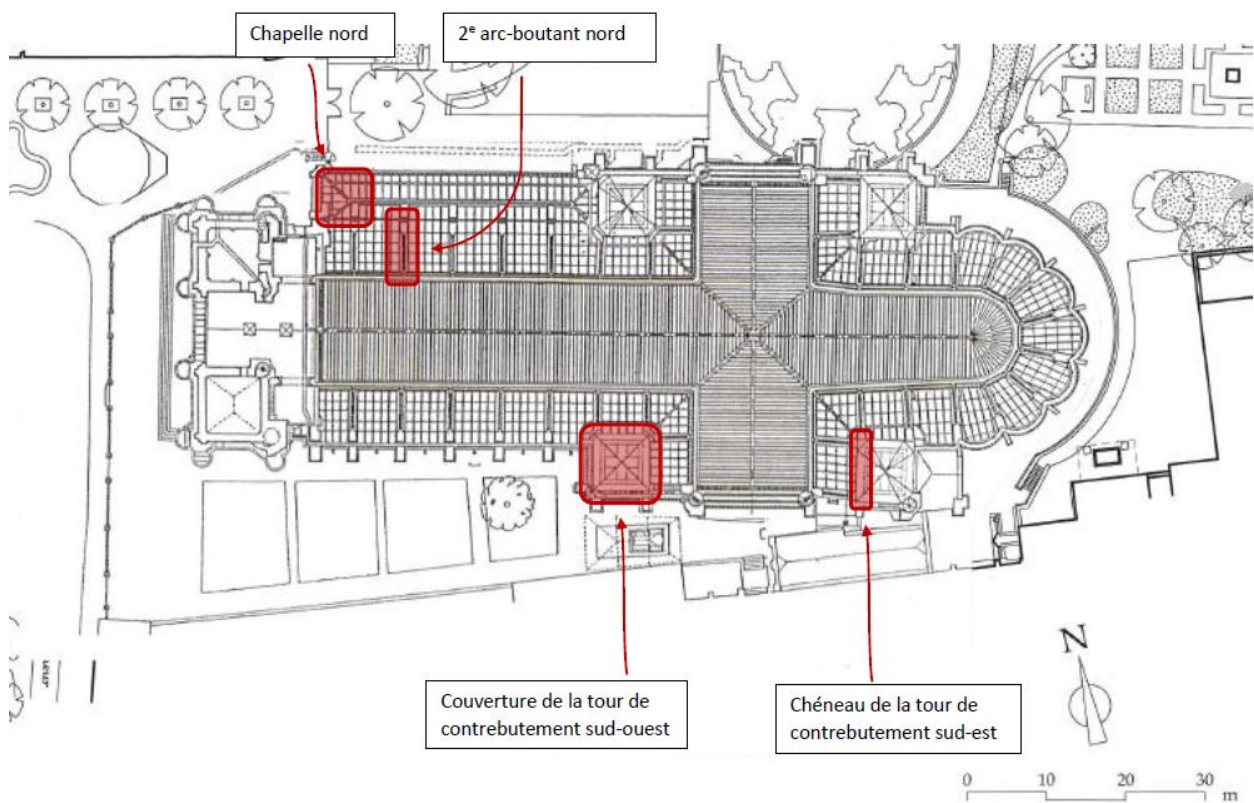 Chapelle nord
2e arc-boutant nord
Couverture de la tour de
contrebutement sud-ouest
Chéneau de la tour de
contrebutement sud-est
N
0 10 20 30 m